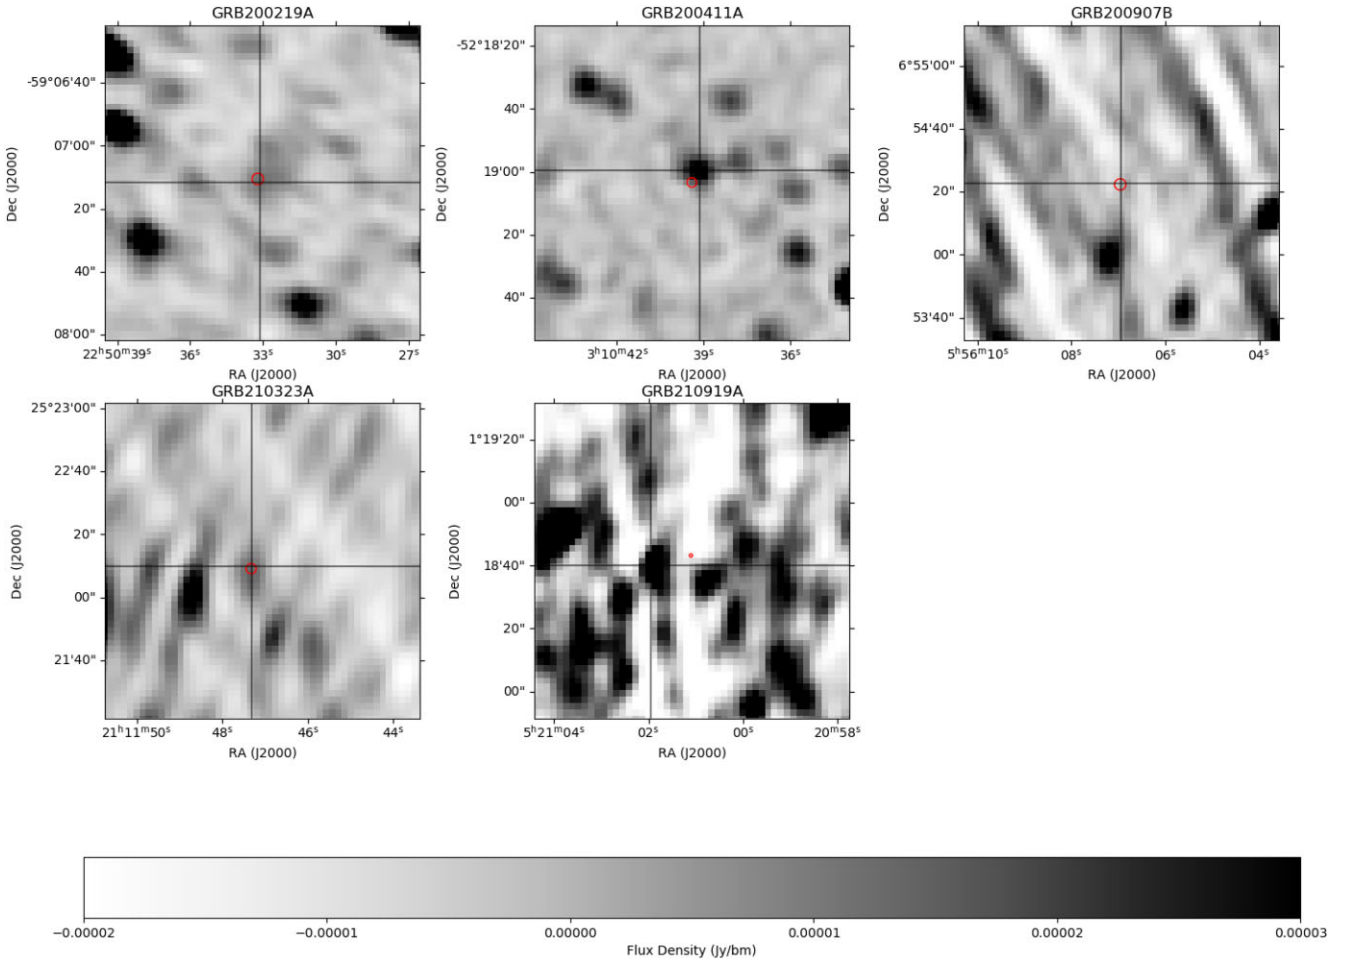 GRB200219A
GRB200411A
GRB200907B
-59°06'40"
07'00"
20"
40"
08'00"
Dec (J2000)
22ʰ50ᵐ39ˢ 36ˢ 33ˢ 30ˢ 27ˢ
RA (J2000)
-52°18'20"
40"
19'00"
20"
40"
Dec (J2000)
3ʰ10ᵐ42ˢ 39ˢ 36ˢ
RA (J2000)
6°55'00"
54'40"
20"
00"
53'40"
Dec (J2000)
5ʰ56ᵐ10ˢ 08ˢ 06ˢ 04ˢ
RA (J2000)
GRB210323A
GRB210919A
25°23'00"
22'40"
20"
00"
21'40"
Dec (J2000)
21ʰ11ᵐ50ˢ 48ˢ 46ˢ 44ˢ
RA (J2000)
1°19'20"
00"
18'40"
20"
00"
Dec (J2000)
5ʰ21ᵐ04ˢ 02ˢ 00ˢ 20ᵐ58ˢ
RA (J2000)
−0.00002 −0.00001 0.00000 0.00001 0.00002 0.00003
Flux Density (Jy/bm)